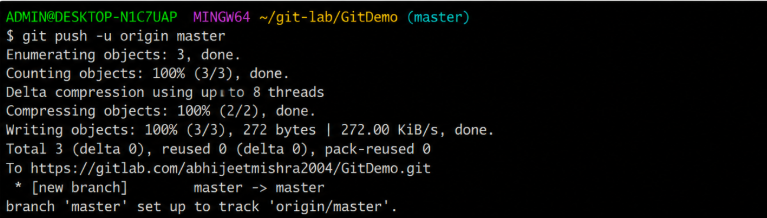 ADMIN@DESKTOP-N1C7UAP MINGW64 ~/git-lab/GitDemo (master)
$ git push -u origin master
Enumerating objects: 3, done.
Counting objects: 100% (3/3), done.
Delta compression using up to 8 threads
Compressing objects: 100% (2/2), done.
Writing objects: 100% (3/3), 272 bytes | 272.00 KiB/s, done.
Total 3 (delta 0), reused 0 (delta 0), pack-reused 0
To https://gitlab.com/abhijeetmishra2004/GitDemo.git
 * [new branch]      master -> master
branch 'master' set up to track 'origin/master'.